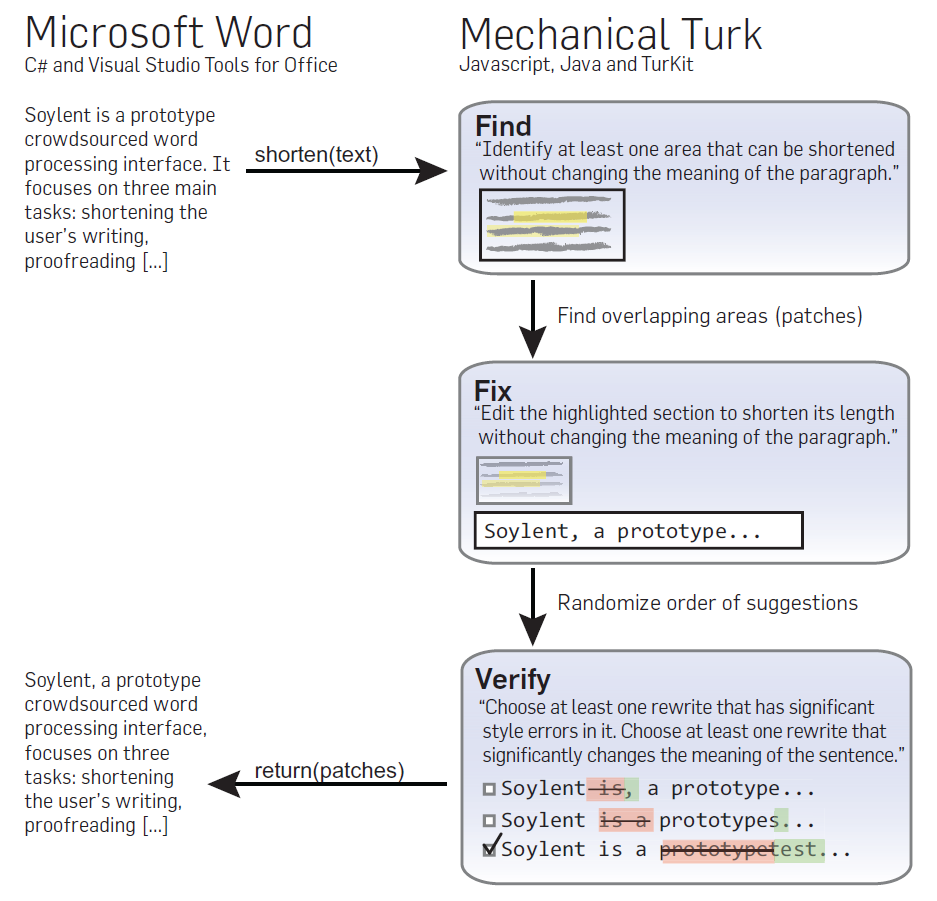 Microsoft Word
C# and Visual Studio Tools for Office
Mechanical Turk
Javascript, Java and TurKit
Soylent is a prototype
crowdsourced word
processing interface. It
focuses on three main
tasks: shortening the
user's writing,
proofreading [...]
shorten(text)
Find
“Identify at least one area that can be shortened
without changing the meaning of the paragraph.”
Find overlapping areas (patches)
Fix
“Edit the highlighted section to shorten its length
without changing the meaning of the paragraph.”
Soylent, a prototype...
Randomize order of suggestions
Verify
“Choose at least one rewrite that has significant
style errors in it. Choose at least one rewrite that
significantly changes the meaning of the sentence.”
Soylent is, a prototype...
Soylent is a prototypes...
Soylent is a prototypetest...
return(patches)
Soylent, a prototype
crowdsourced word
processing interface,
focuses on three
tasks: shortening
the user's writing,
proofreading [...]